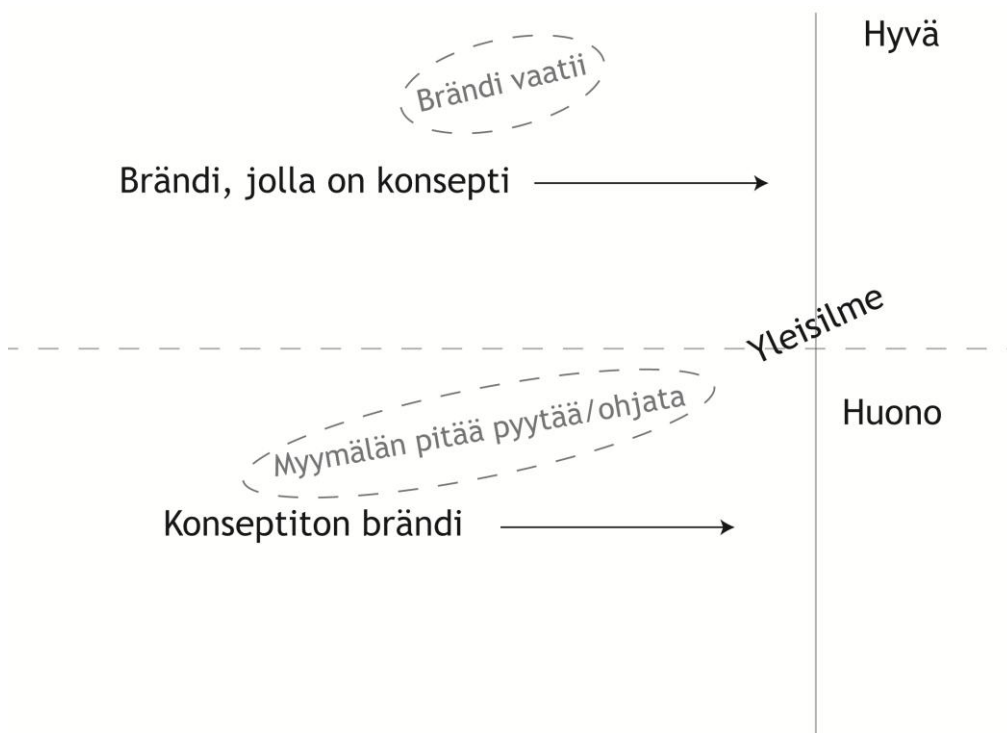 Hyvä
Brändi vaatii
Brändi, jolla on konsepti
Yleisilme
Myymälän pitää pyytää/ohjata
Huono
Konseptiton brändi